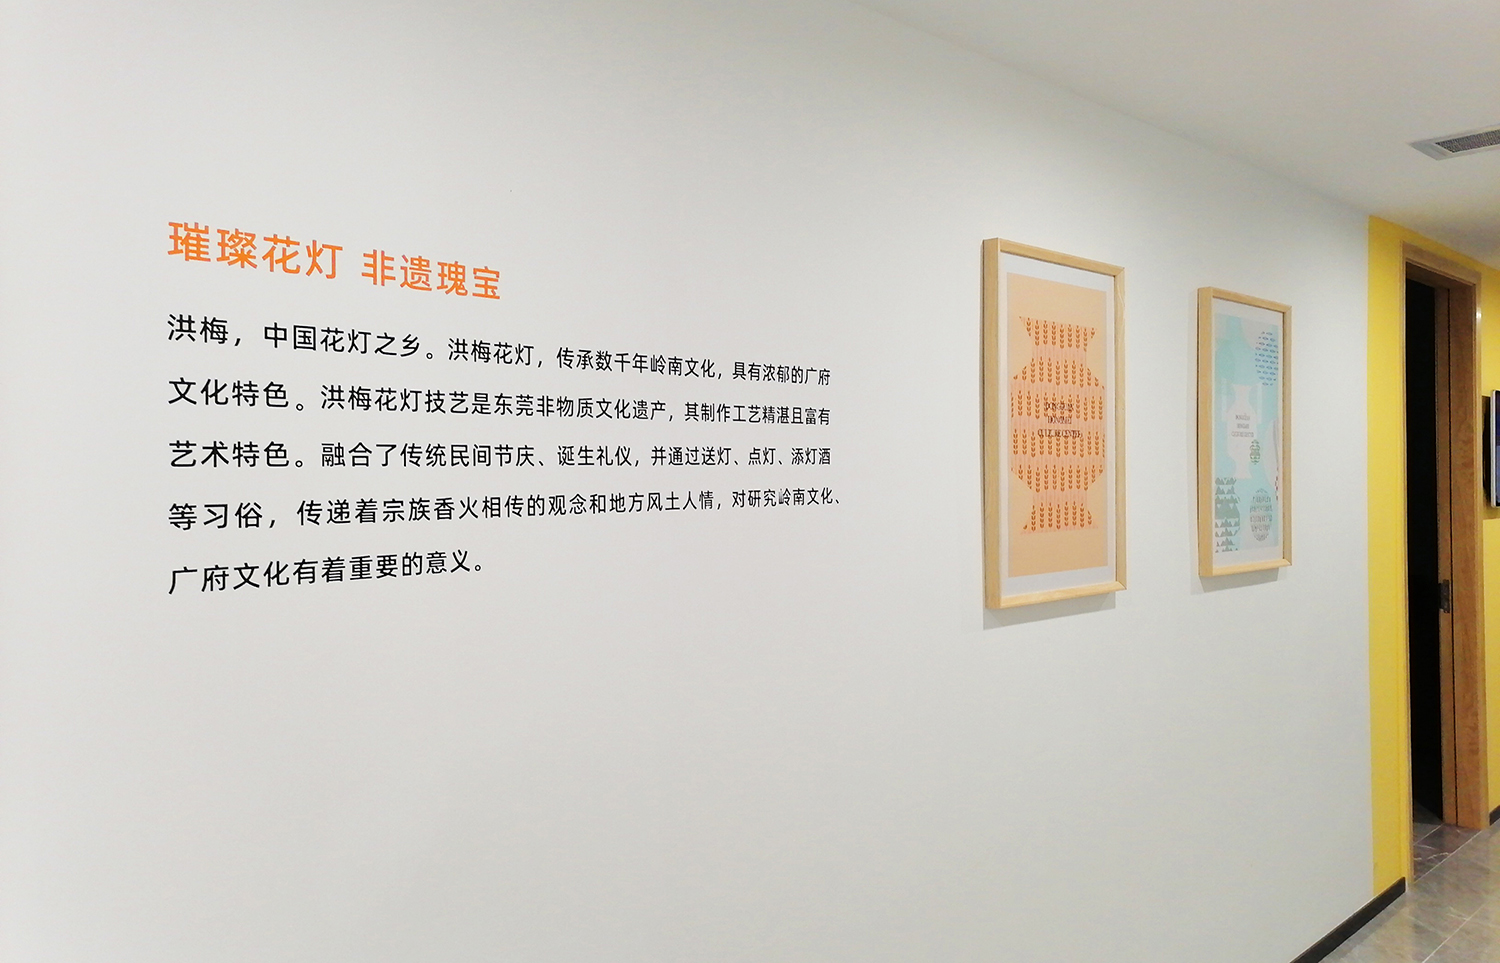 璀璨花灯 非遗瑰宝
洪梅，中国花灯之乡。洪梅花灯，传承数千年岭南文化，具有浓郁的广府
文化特色。洪梅花灯技艺是东莞非物质文化遗产，其制作工艺精湛且富有
艺术特色。融合了传统民间节庆、诞生礼仪，并通过送灯、点灯、添灯酒
等习俗，传递着宗族香火相传的观念和地方风土人情，对研究岭南文化、
广府文化有着重要的意义。